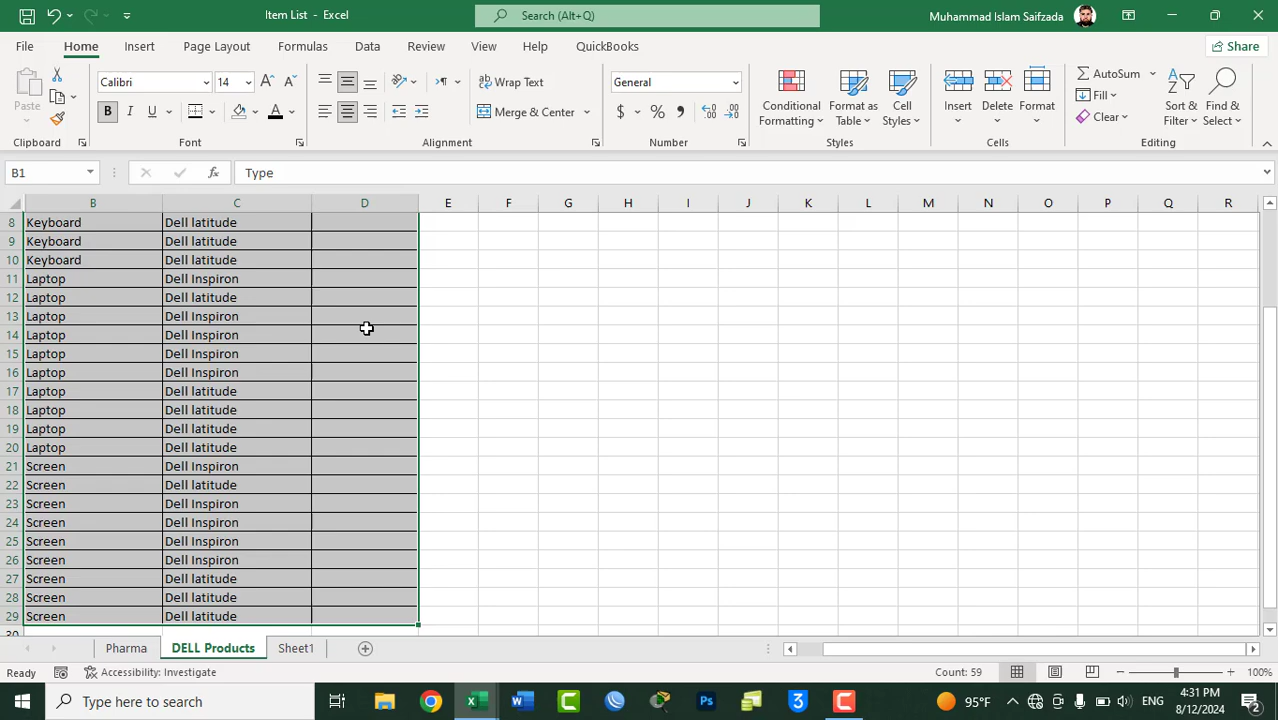 Item List - Excel
Search (Alt+Q)
Muhammad Islam Saifzada
File Home Insert Page Layout Formulas Data Review View Help QuickBooks Share
Paste
Calibri 14
Wrap Text
General
Conditional Formatting
Format as Table
Cell Styles
Insert
Delete
Format
AutoSum
Sort & Filter
Find & Select
B I U
Merge & Center
$ %
Fill
Clear
Clipboard Font Alignment Number Styles Cells Editing
B1 fx Type
B C D E F G H I J K L M N O P Q R
8 Keyboard Dell latitude
9 Keyboard Dell latitude
10 Keyboard Dell latitude
11 Laptop Dell Inspiron
12 Laptop Dell latitude
13 Laptop Dell Inspiron
14 Laptop Dell Inspiron
15 Laptop Dell Inspiron
16 Laptop Dell Inspiron
17 Laptop Dell latitude
18 Laptop Dell latitude
19 Laptop Dell latitude
20 Laptop Dell latitude
21 Screen Dell Inspiron
22 Screen Dell latitude
23 Screen Dell Inspiron
24 Screen Dell Inspiron
25 Screen Dell Inspiron
26 Screen Dell Inspiron
27 Screen Dell latitude
28 Screen Dell latitude
29 Screen Dell latitude
30
Pharma DELL Products Sheet1
Ready Accessibility: Investigate Count: 59 100%
Type here to search 95°F ENG 4:31 PM
8/12/2024 2